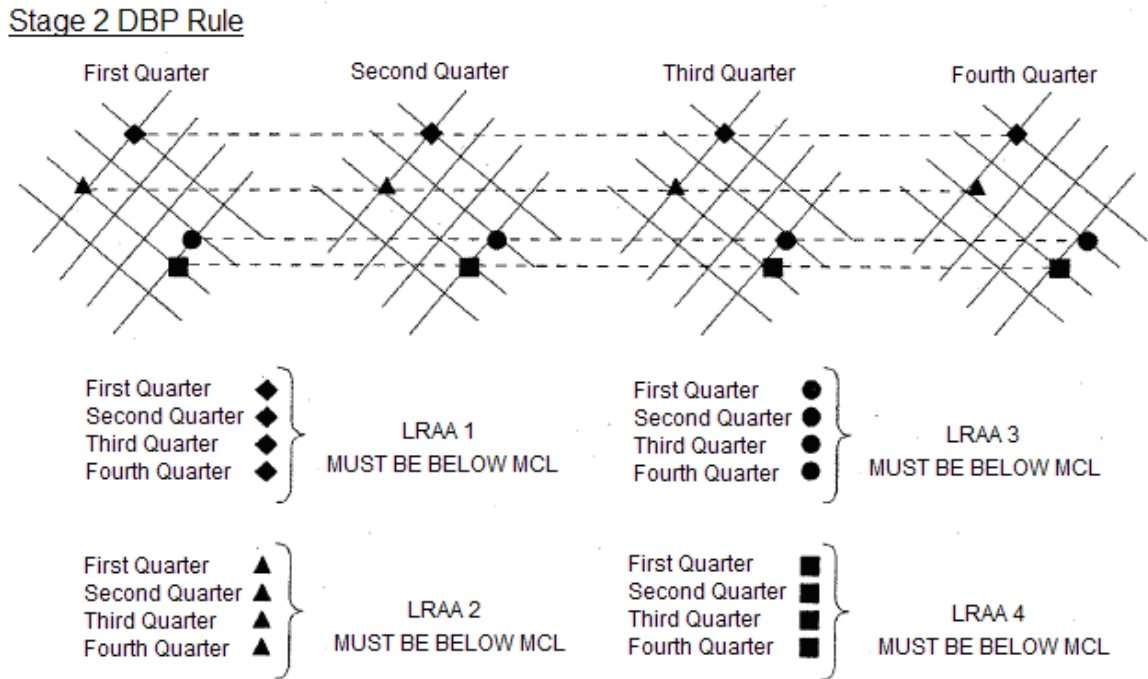 Stage 2 DBP Rule
First Quarter
Second Quarter
Third Quarter
Fourth Quarter
First Quarter
Second Quarter
Third Quarter
Fourth Quarter
LRAA 1
MUST BE BELOW MCL
First Quarter
Second Quarter
Third Quarter
Fourth Quarter
LRAA 3
MUST BE BELOW MCL
First Quarter
Second Quarter
Third Quarter
Fourth Quarter
LRAA 2
MUST BE BELOW MCL
First Quarter
Second Quarter
Third Quarter
Fourth Quarter
LRAA 4
MUST BE BELOW MCL